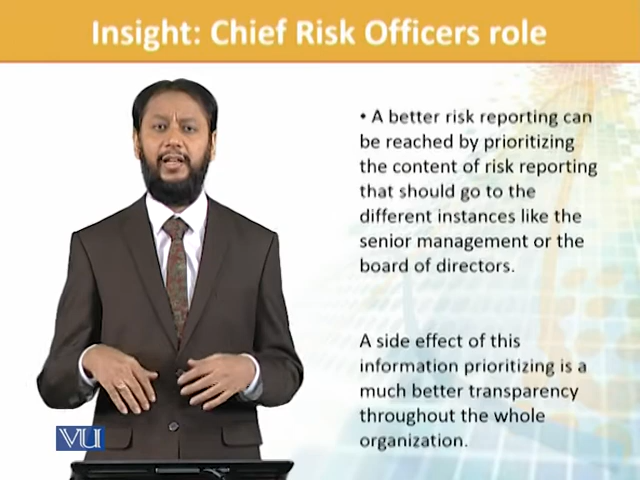 Insight: Chief Risk Officers role
• A better risk reporting can
be reached by prioritizing
the content of risk reporting
that should go to the
different instances like the
senior management or the
board of directors.
A side effect of this
information prioritizing is a
much better transparency
throughout the whole
organization.
VU